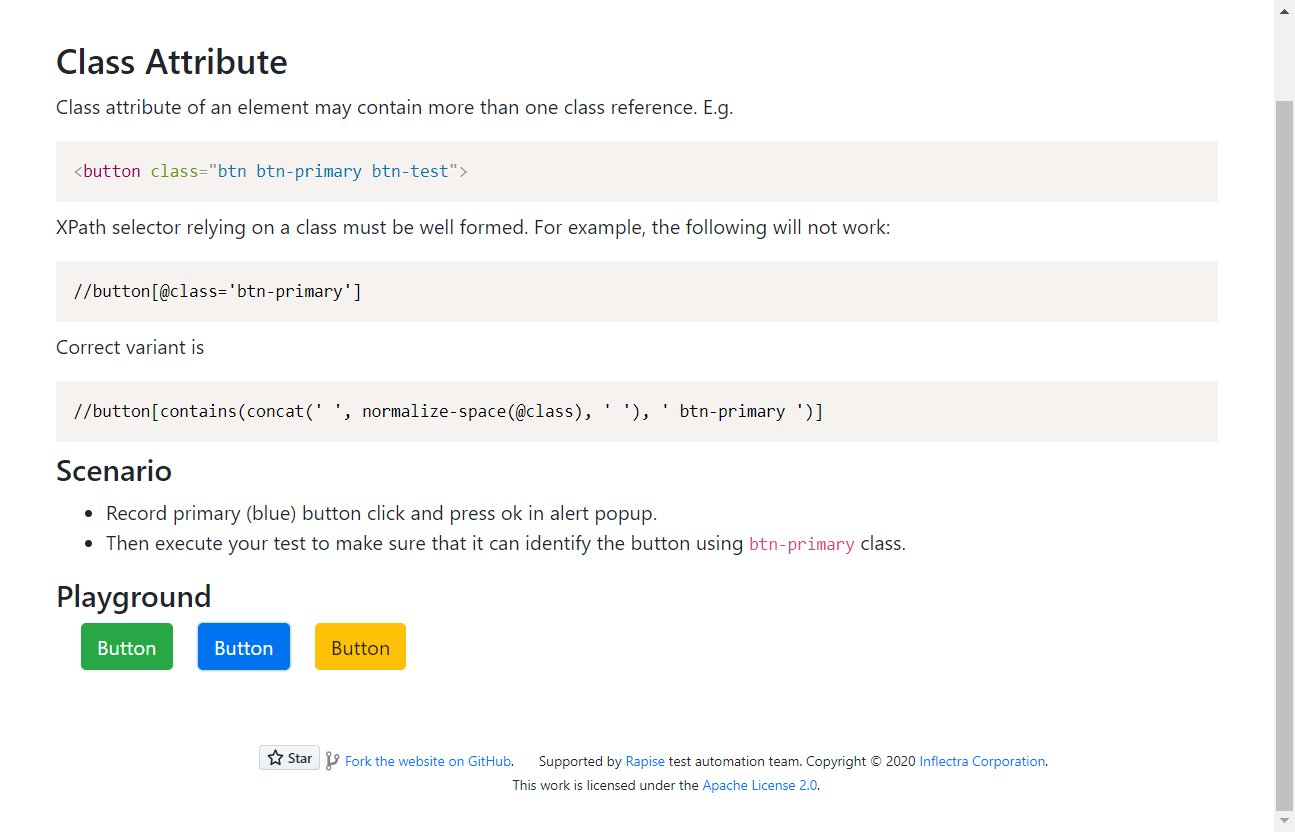 Class Attribute
Class attribute of an element may contain more than one class reference. E.g.
<button class="btn btn-primary btn-test">
XPath selector relying on a class must be well formed. For example, the following will not work:
//button[@class='btn-primary']
Correct variant is
//button[contains(concat(' ', normalize-space(@class), ' '), ' btn-primary ')]
Scenario
• Record primary (blue) button click and press ok in alert popup.
• Then execute your test to make sure that it can identify the button using btn-primary class.
Playground
Button Button Button
Star Fork the website on GitHub. Supported by Rapise test automation team. Copyright © 2020 Inflectra Corporation.
This work is licensed under the Apache License 2.0.